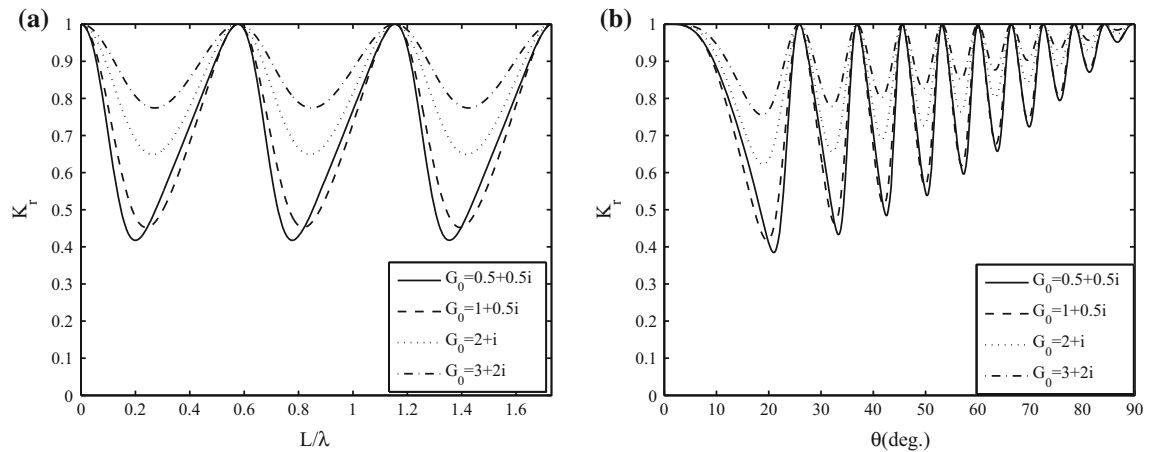 (a)
1
0.9
0.8
0.7
0.6
0.5
0.4
0.3
0.2
0.1
0
K_r
0 0.2 0.4 0.6 0.8 1 1.2 1.4 1.6
L/λ
G_0=0.5+0.5i
G_0=1+0.5i
G_0=2+i
G_0=3+2i
(b)
1
0.9
0.8
0.7
0.6
0.5
0.4
0.3
0.2
0.1
0
K_r
0 10 20 30 40 50 60 70 80 90
θ(deg.)
G_0=0.5+0.5i
G_0=1+0.5i
G_0=2+i
G_0=3+2i